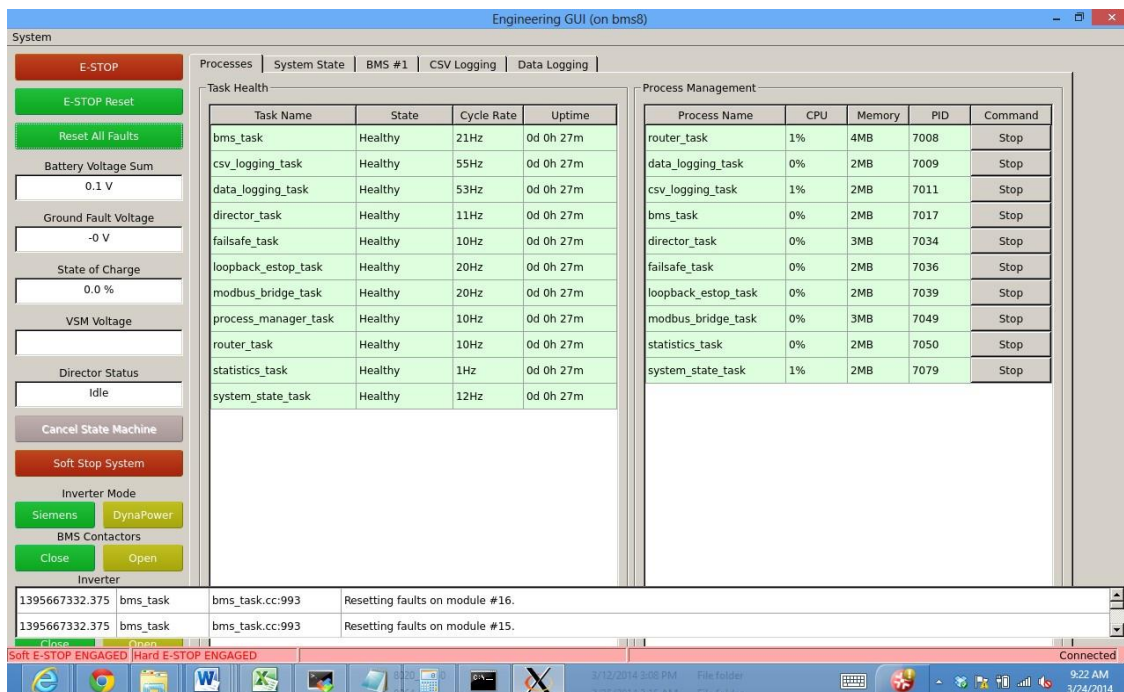 Engineering GUI (on bms8)
System
E-STOP
E-STOP Reset
Reset All Faults
Battery Voltage Sum
0.1 V
Ground Fault Voltage
-0 V
State of Charge
0.0 %
VSM Voltage
Director Status
Idle
Cancel State Machine
Soft Stop System
Inverter Mode
Siemens DynaPower
BMS Contactors
Close Open
Inverter
Close Open
Processes System State BMS #1 CSV Logging Data Logging
Task Health
Task Name State Cycle Rate Uptime
bms_task Healthy 21Hz 0d 0h 27m
csv_logging_task Healthy 55Hz 0d 0h 27m
data_logging_task Healthy 53Hz 0d 0h 27m
director_task Healthy 11Hz 0d 0h 27m
failsafe_task Healthy 10Hz 0d 0h 27m
loopback_estop_task Healthy 20Hz 0d 0h 27m
modbus_bridge_task Healthy 20Hz 0d 0h 27m
process_manager_task Healthy 10Hz 0d 0h 27m
router_task Healthy 10Hz 0d 0h 27m
statistics_task Healthy 1Hz 0d 0h 27m
system_state_task Healthy 12Hz 0d 0h 27m
Process Management
Process Name CPU Memory PID Command
router_task 1% 4MB 7008 Stop
data_logging_task 0% 2MB 7009 Stop
csv_logging_task 1% 2MB 7011 Stop
bms_task 0% 2MB 7017 Stop
director_task 0% 3MB 7034 Stop
failsafe_task 0% 2MB 7036 Stop
loopback_estop_task 0% 2MB 7039 Stop
modbus_bridge_task 0% 3MB 7049 Stop
statistics_task 0% 2MB 7050 Stop
system_state_task 1% 2MB 7079 Stop
1395667332.375 bms_task bms_task.cc:993 Resetting faults on module #16.
1395667332.375 bms_task bms_task.cc:993 Resetting faults on module #15.
Soft E-STOP ENGAGED Hard E-STOP ENGAGED Connected
3/12/2014 3:08 PM File folder
9:22 AM
3/24/2014